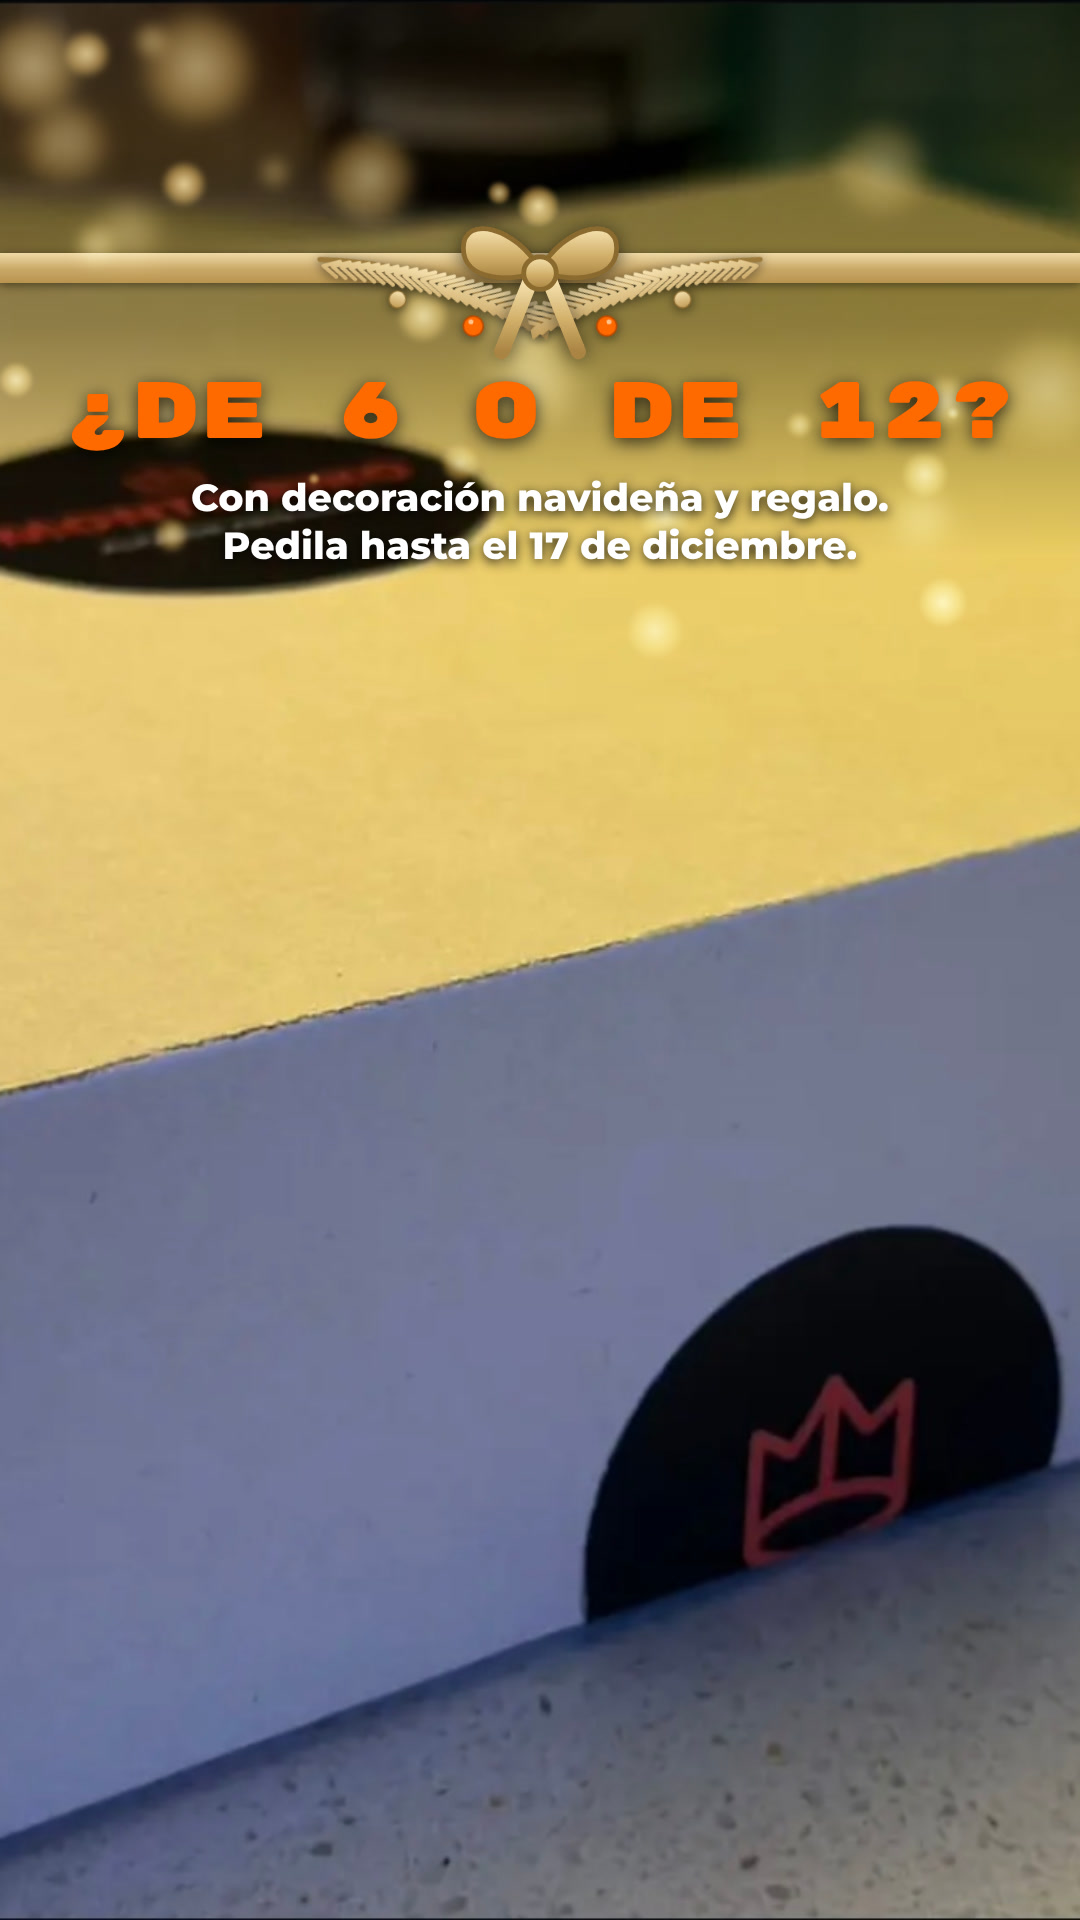 ¿DE 6 O DE 12?
Con decoración navideña y regalo.
Pedila hasta el 17 de diciembre.